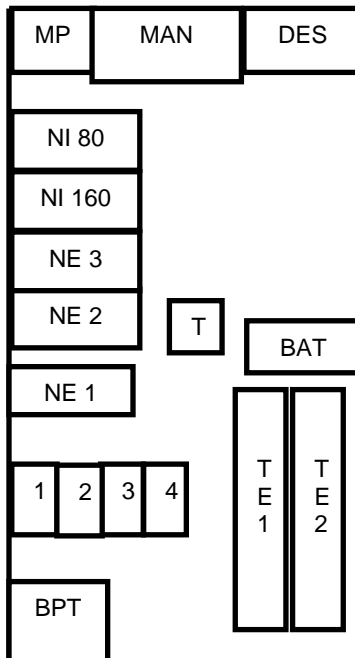 MP MAN DES
NI 80
NI 160
NE 3
NE 2
T
BAT
NE 1
1 2 3 4
T
E
1
T
E
2
BPT